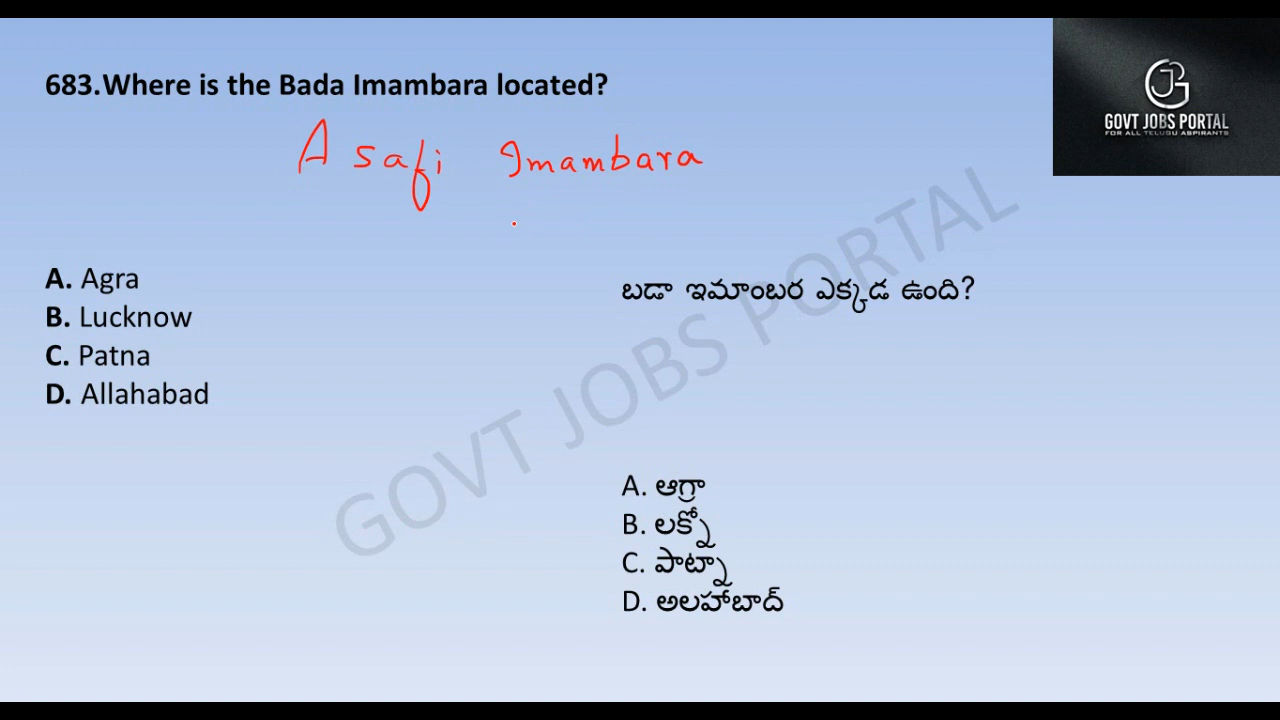 683.Where is the Bada Imambara located?
GOVT JOBS PORTAL
FOR ALL TELUGU ASPIRANTS
Asafi Imambara
A. Agra
B. Lucknow
C. Patna
D. Allahabad
బడా ఇమాంబర ఎక్కడ ఉంది?
A. ఆగ్రా
B. లక్నో
C. పాట్నా
D. అలహాబాద్
GOVT JOBS PORTAL